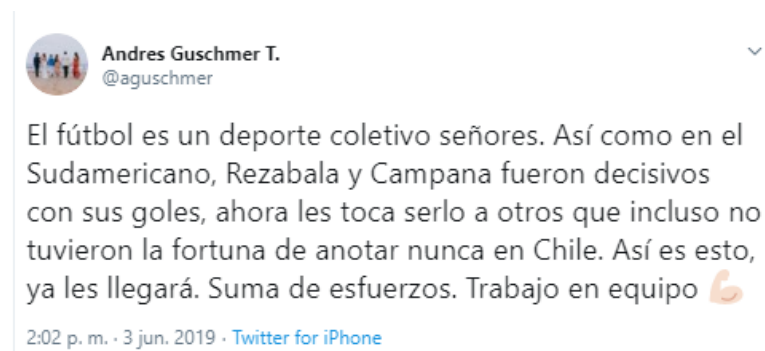 Andres Guschmer T.
@aguschmer
El fútbol es un deporte coletivo señores. Así como en el
Sudamericano, Rezabala y Campana fueron decisivos
con sus goles, ahora les toca serlo a otros que incluso no
tuvieron la fortuna de anotar nunca en Chile. Así es esto,
ya les llegará. Suma de esfuerzos. Trabajo en equipo 💪🏻
2:02 p. m. · 3 jun. 2019 · Twitter for iPhone